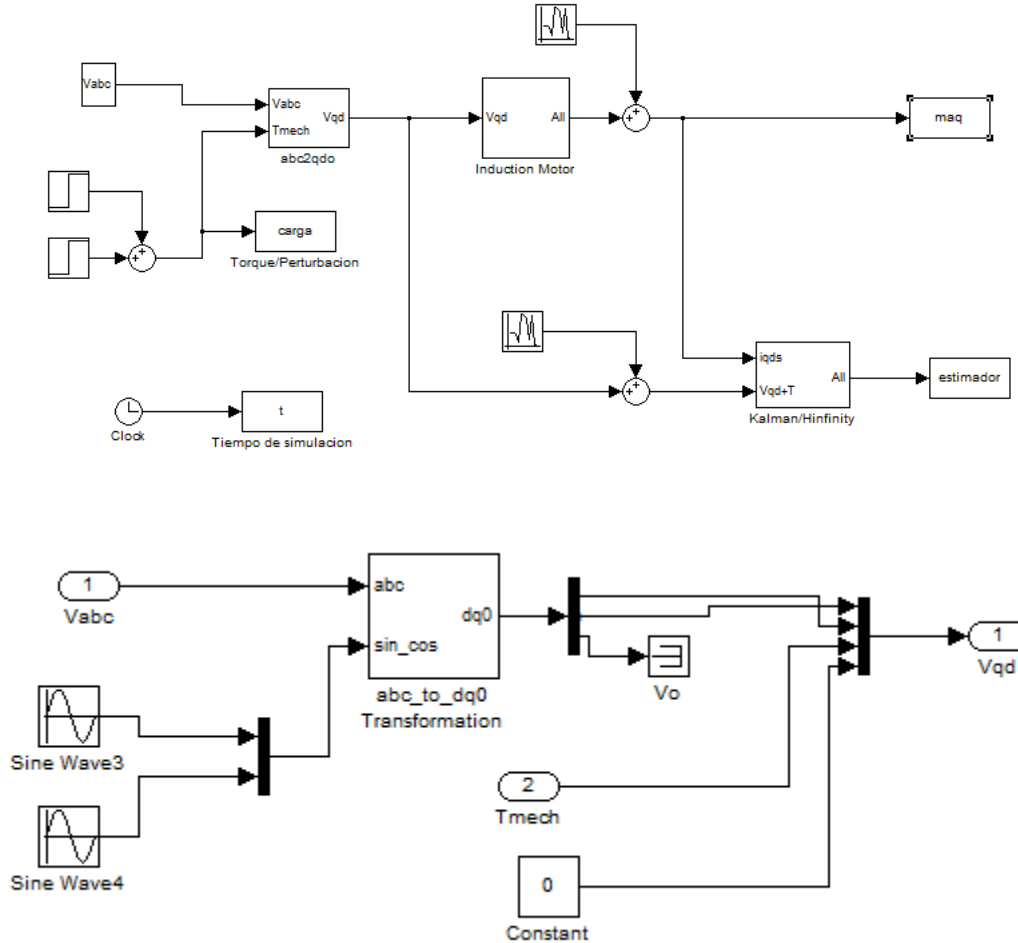 Vabc
Vabc
Tmech
Vqd
abc2qdo
Vqd
All
Induction Motor
maq
carga
Torque/Perturbacion
iqds
Vqd+T
All
Kalman/Hinfinity
estimador
Clock
t
Tiempo de simulacion
1
Vabc
abc
sin_cos
dq0
abc_to_dq0
Transformation
Vo
1
Vqd
Sine Wave3
Sine Wave4
2
Tmech
0
Constant